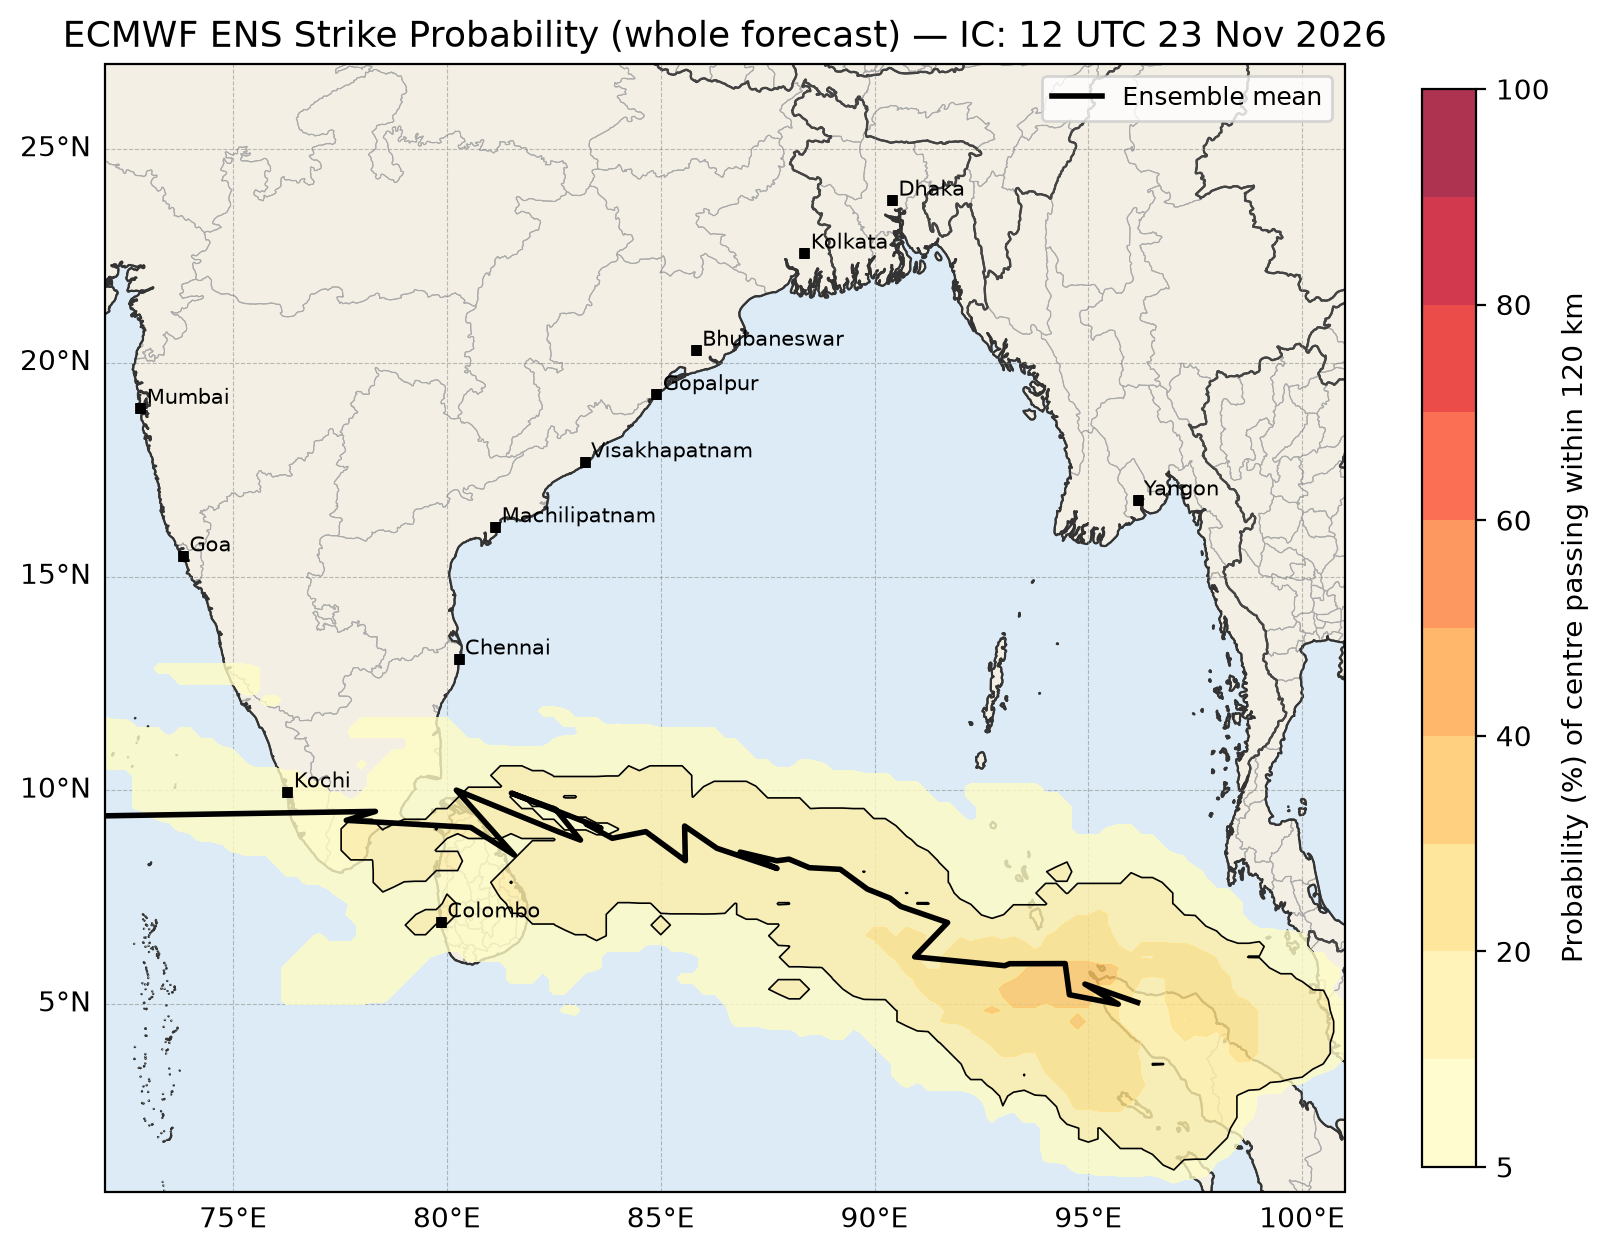 ECMWF ENS Strike Probability (whole forecast) — IC: 12 UTC 23 Nov 2026
Ensemble mean
25°N
20°N
15°N
10°N
5°N
75°E
80°E
85°E
90°E
95°E
100°E
Dhaka
Kolkata
Bhubaneswar
Gopalpur
Mumbai
Visakhapatnam
Yangon
Machilipatnam
Goa
Chennai
Kochi
Colombo
100
80
60
40
20
5
Probability (%) of centre passing within 120 km